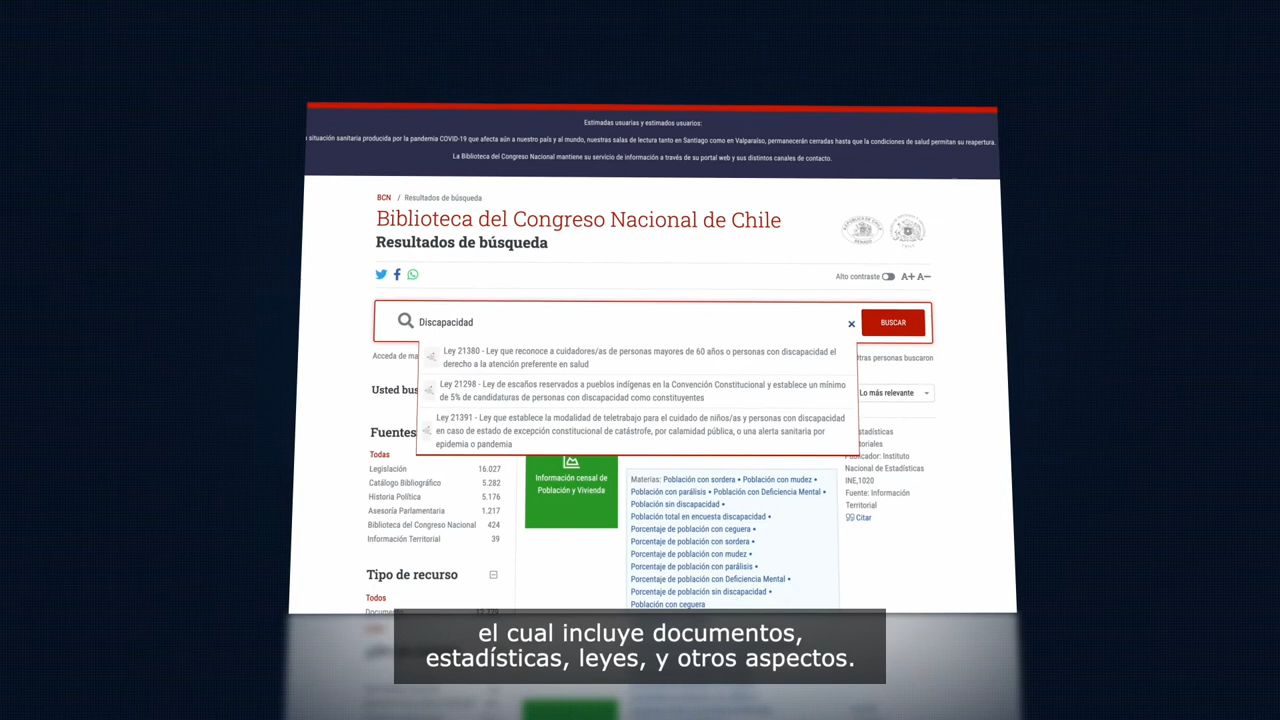 Estimadas usuarias y estimados usuarios:
situación sanitaria producida por la pandemia COVID-19 que afecta aún a nuestro país y al mundo, nuestras salas de lectura tanto en Santiago como en Valparaíso, permanecerán cerradas hasta que la condiciones de salud permitan su reapertura.
La Biblioteca del Congreso Nacional mantiene su servicio de información a través de su portal web y sus distintos canales de contacto.
BCN / Resultados de búsqueda
Biblioteca del Congreso Nacional de Chile
Resultados de búsqueda
Alto contraste A+ A-
Discapacidad
x
BUSCAR
Ley 21380 - Ley que reconoce a cuidadores/as de personas mayores de 60 años o personas con discapacidad el
derecho a la atención preferente en salud
Ley 21298 - Ley de escaños reservados a pueblos indígenas en la Convención Constitucional y establece un mínimo
de 5% de candidaturas de personas con discapacidad como constituyentes
Ley 21391 - Ley que establece la modalidad de teletrabajo para el cuidado de niños/as y personas con discapacidad
en caso de estado de excepción constitucional de catástrofe, por calamidad pública, o una alerta sanitaria por
epidemia o pandemia
Acceda de ma
Otras personas buscaron
Usted bus
Lo más relevante
Fuentes
Todas
Legislación 16.027
Catálogo Bibliográfico 5.282
Historia Política 5.176
Asesoría Parlamentaria 1.217
Biblioteca del Congreso Nacional 424
Información Territorial 39
Tipo de recurso
Todos
Información censal de
Población y Vivienda
Materias: Población con sordera • Población con mudez •
Población con parálisis • Población con Deficiencia Mental •
Población sin discapacidad •
Población total en encuesta discapacidad •
Porcentaje de población con ceguera •
Porcentaje de población con sordera •
Porcentaje de población con mudez •
Porcentaje de población con parálisis •
Porcentaje de población con Deficiencia Mental •
Porcentaje de población sin discapacidad •
Población con ceguera
stadísticas
toriales
Publicador: Instituto
Nacional de Estadísticas
INE,1020
Fuente: Información
Territorial
Citar
el cual incluye documentos,
estadísticas, leyes, y otros aspectos.